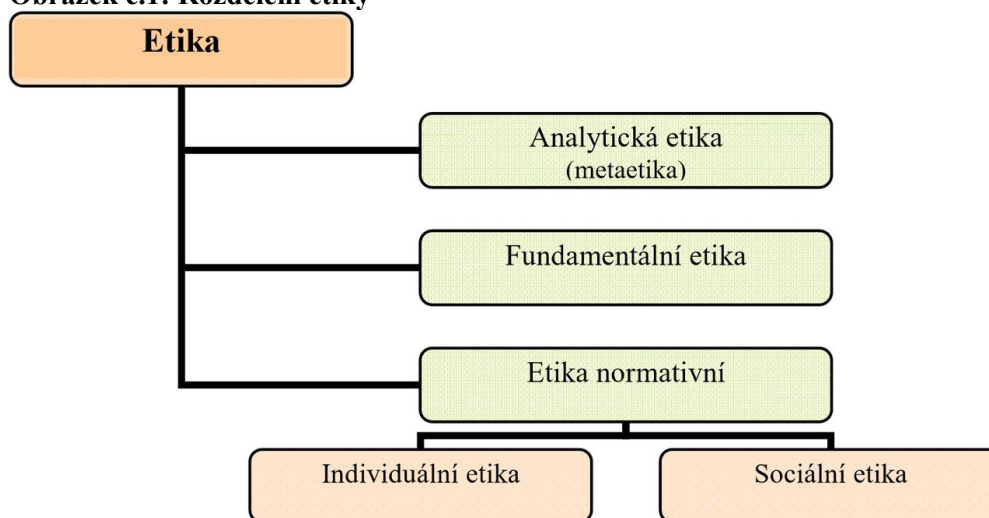 Obrázek č.1: Rozdělení etiky
Etika
Analytická etika
(metaetika)
Fundamentální etika
Etika normativní
Individuální etika
Sociální etika